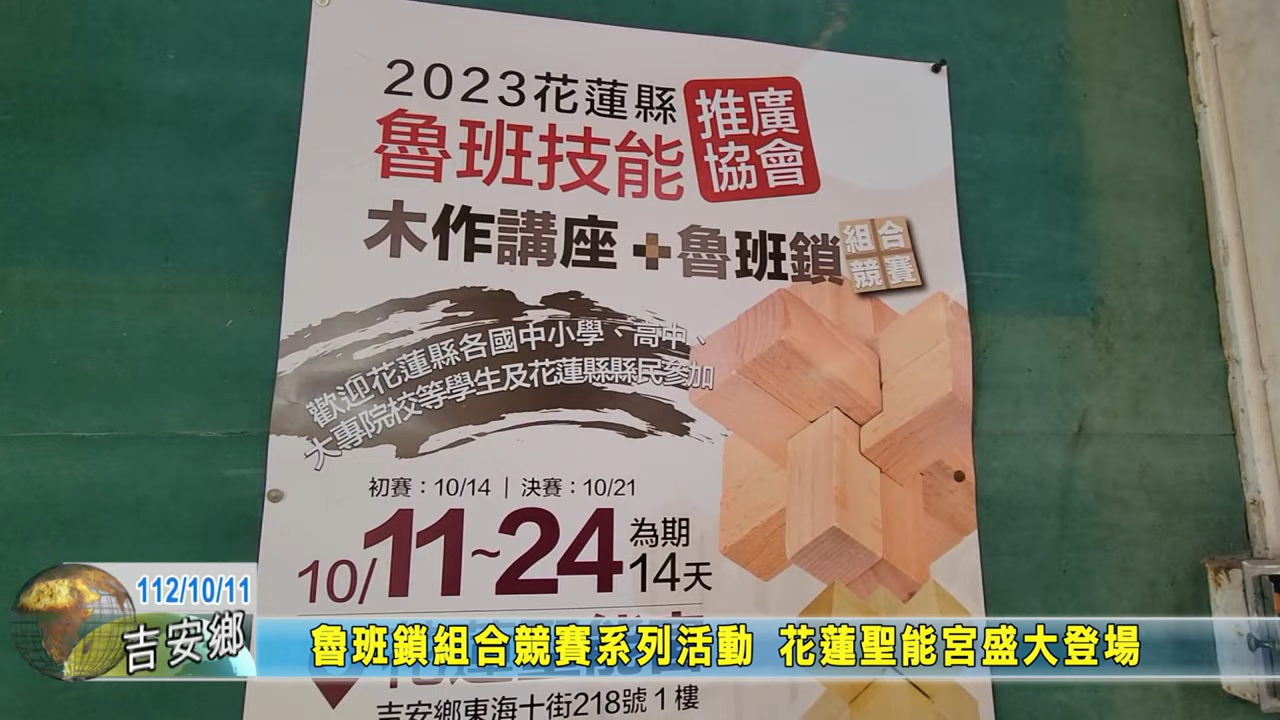 2023花蓮縣
魯班技能
推廣
協會
木作講座+魯班鎖
組合
競賽
歡迎花蓮縣各國中小學、高中、
大專院校等學生及花蓮縣縣民參加
初賽：10/14 | 決賽：10/21
10/11~24
為期
14天
吉安鄉東海十街218號1樓
112/10/11
吉安鄉
魯班鎖組合競賽系列活動 花蓮聖能宮盛大登場